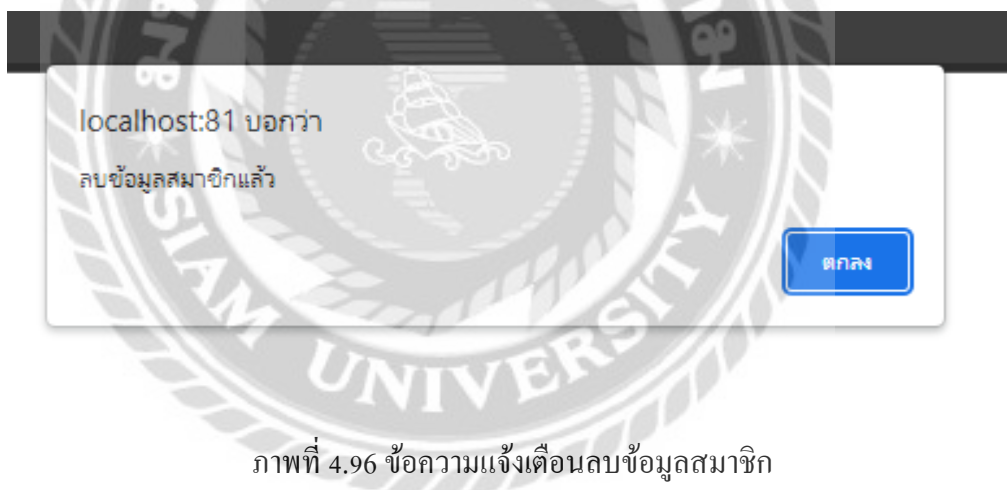 localhost:81 บอกว่า
ลบข้อมูลสมาชิกแล้ว
ตกลง
SIAM UNIVERSITY
ภาพที่ 4.96 ข้อความแจ้งเตือนลบข้อมูลสมาชิก